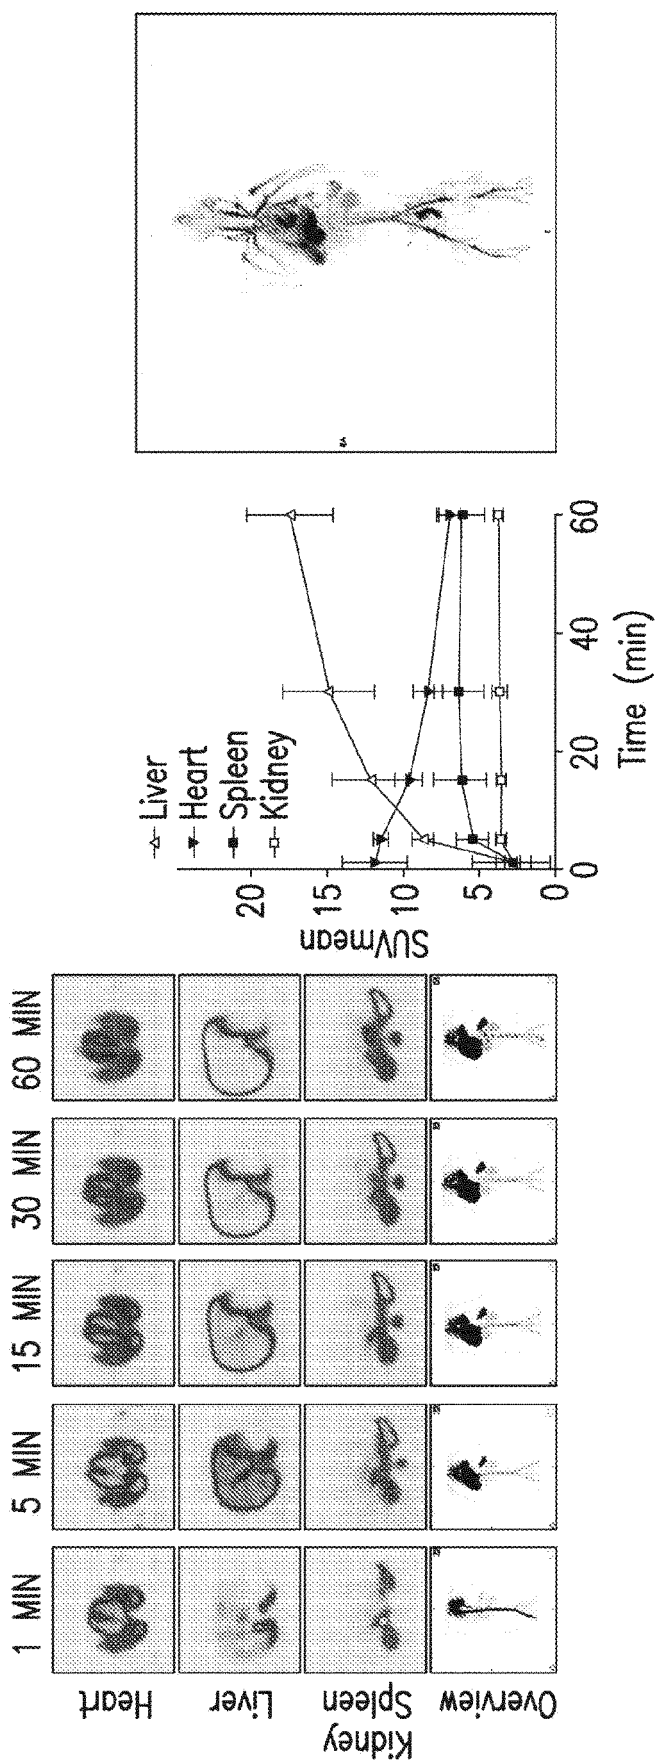 1 MIN 5 MIN 15 MIN 30 MIN 60 MIN
Heart
Liver
Kidney
Spleen
Overview
Liver
Heart
Spleen
Kidney
SUVmean
20
15
10
5
0
0 20 40 60
Time (min)